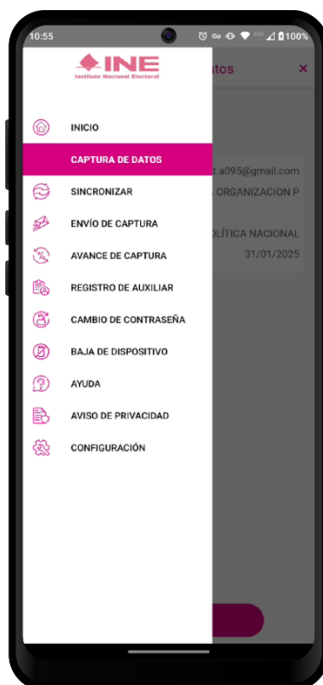 10:55
100%
INE
Instituto Nacional Electoral
tos
×
INICIO
CAPTURA DE DATOS
t.a095@gmail.com
SINCRONIZAR
ORGANIZACION P
ENVÍO DE CAPTURA
OLÍTICA NACIONAL
AVANCE DE CAPTURA
31/01/2025
REGISTRO DE AUXILIAR
CAMBIO DE CONTRASEÑA
BAJA DE DISPOSITIVO
AYUDA
AVISO DE PRIVACIDAD
CONFIGURACIÓN